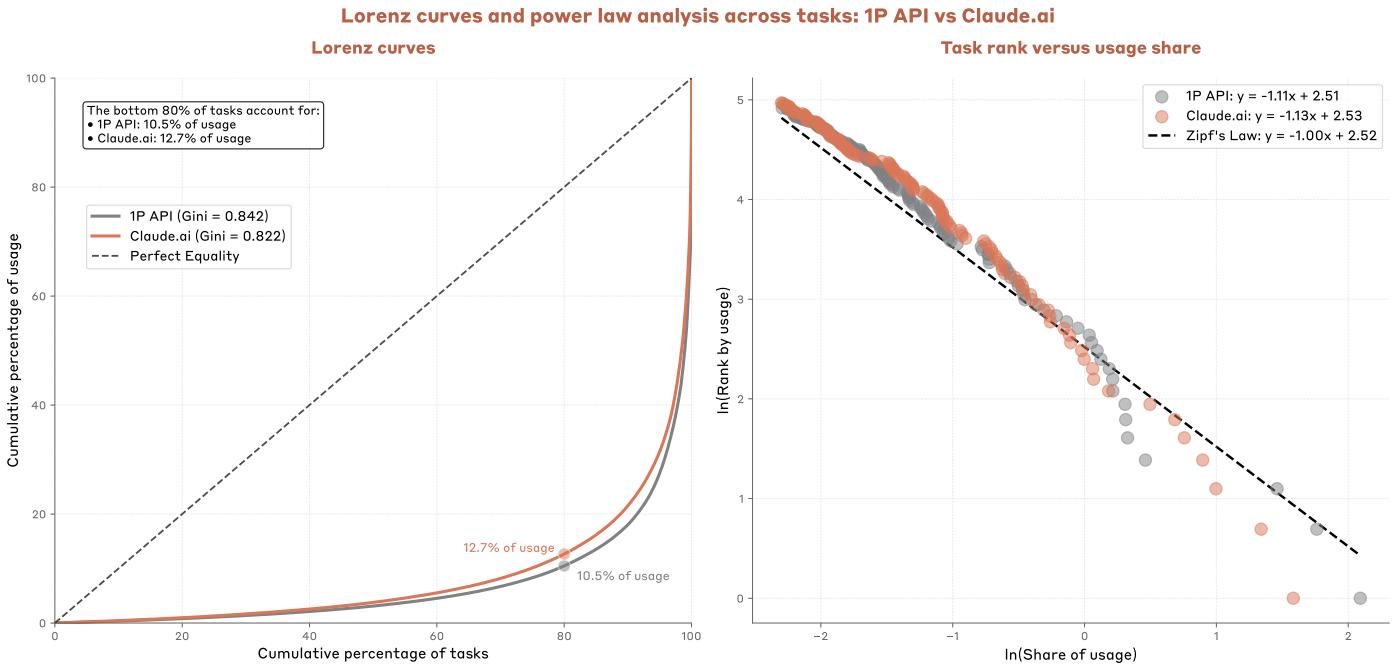 Lorenz curves and power law analysis across tasks: 1P API vs Claude.ai
Lorenz curves
Cumulative percentage of usage
100
80
60
40
20
0
The bottom 80% of tasks account for:
• 1P API: 10.5% of usage
• Claude.ai: 12.7% of usage
1P API (Gini = 0.842)
Claude.ai (Gini = 0.822)
Perfect Equality
12.7% of usage
10.5% of usage
0 20 40 60 80 100
Cumulative percentage of tasks
Task rank versus usage share
ln(Rank by usage)
5
4
3
2
1
0
1P API: y = -1.11x + 2.51
Claude.ai: y = -1.13x + 2.53
Zipf's Law: y = -1.00x + 2.52
−2 −1 0 1 2
ln(Share of usage)